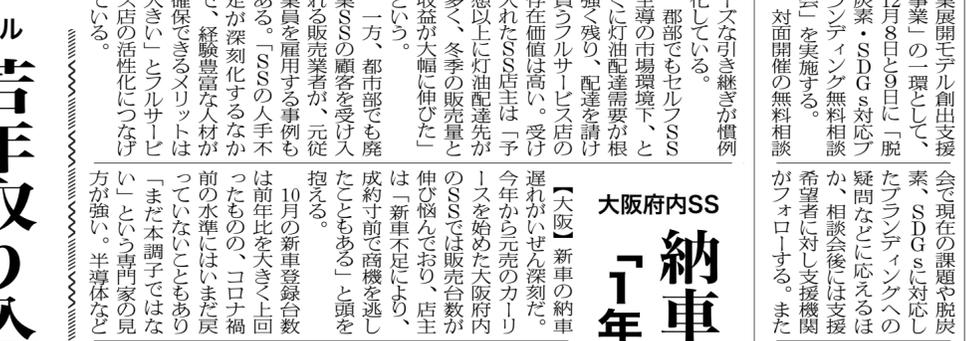 業展開モデル創出支援
事業」の一環として、
12月8日と9日に「脱
炭素・SDGs対応ブ
ランディング無料相談
会」を実施する。
対面開催の無料相談
会で現在の課題や脱炭
素、SDGsに対応し
たブランディングへの
疑問などに応えるほ
か、相談会後には支援
希望者に対し支援機関
がフォローする。また
ーズな引き継ぎが慣例
化している。
郡部でもセルフSS
主導の市場環境下、と
くに灯油配達需要が根
強く残り、配達を請け
負うフルサービス店の
存在価値は高い。受け
入れたSS店主は「予
想以上に灯油配達先が
多く、冬季の販売量と
収益が大幅に伸びた」
という。
一方、都市部でも廃
業SSの顧客を受け入
れる販売業者が、元従
業員を雇用する事例も
ある。「SSの人手不
足が深刻化するなか
で、経験豊富な人材が
確保できるメリットは
大きい」とフルサービ
ス店の活性化につなげ
ている。
大阪府内SS
納車
「1年
【大阪】新車の納車
遅れがいぜん深刻だ。
今年から元売のカーリ
ースを始めた大阪府内
のSSでは販売台数が
伸び悩んでおり、店主
は「新車不足により、
成約寸前で商機を逃し
たこともある」と頭を
抱える。
10月の新車登録台数
は前年比を大きく上回
ったものの、コロナ禍
前の水準にはいまだ戻
っていないこともあり
「まだ本調子ではな
い」という専門家の見
方が強い。半導体など
ル